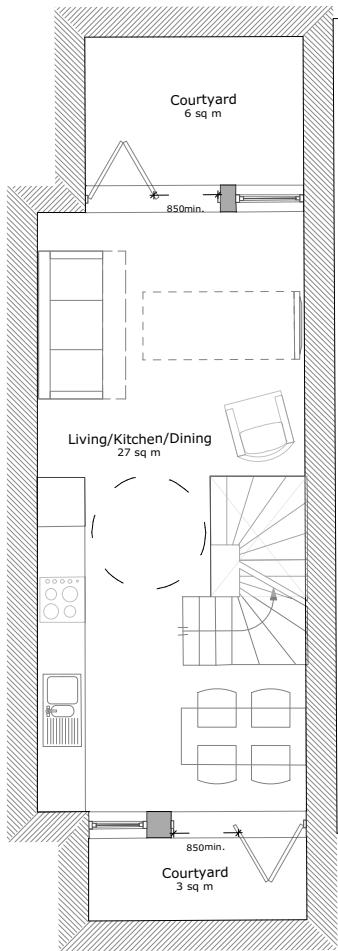 Courtyard
6 sq m
850min.
Living/Kitchen/Dining
27 sq m
850min.
Courtyard
3 sq m